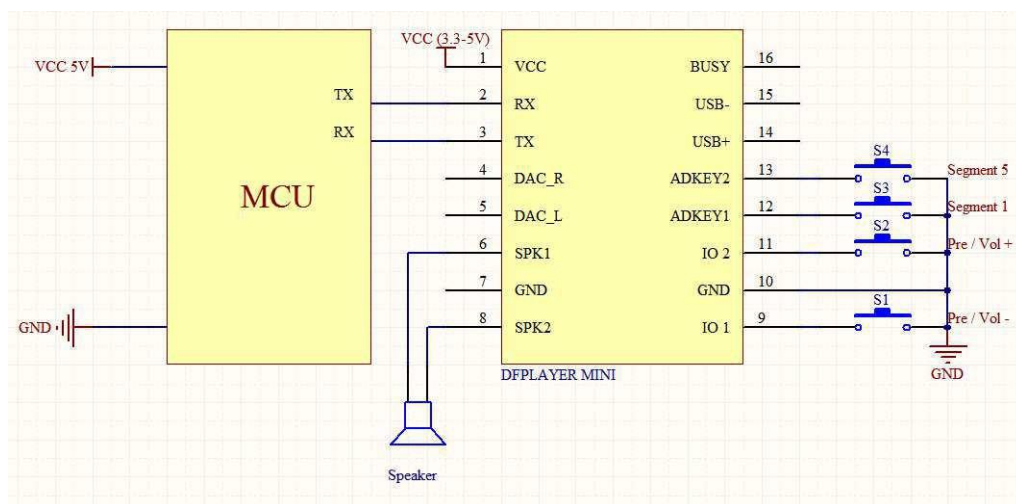 VCC 5V
GND
TX
RX
MCU
VCC (3.3-5V)
1 VCC
2 RX
3 TX
4 DAC_R
5 DAC_L
6 SPK1
7 GND
8 SPK2
BUSY 16
USB- 15
USB+ 14
ADKEY2 13
ADKEY1 12
IO 2 11
GND 10
IO 1 9
DFPLAYER MINI
S4
Segment 5
S3
Segment 1
S2
Pre / Vol +
S1
Pre / Vol -
GND
Speaker